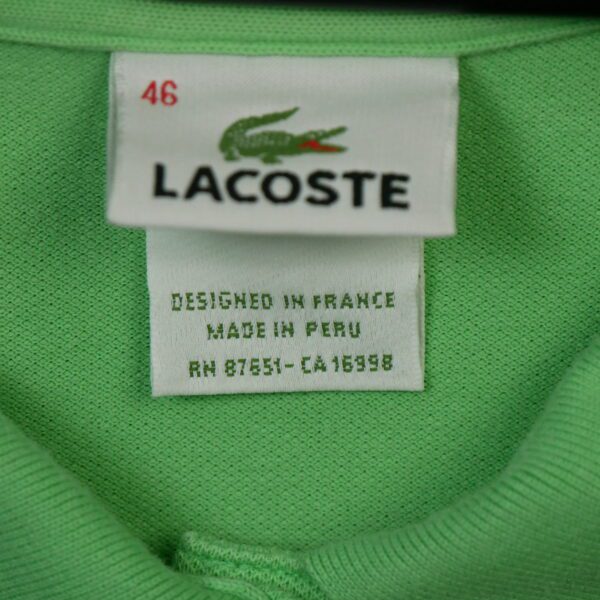 46
LACOSTE
DESIGNED IN FRANCE
MADE IN PERU
RN 87651-CA 16998